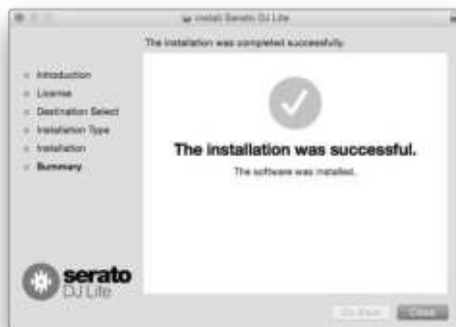 Install Serato DJ Lite
The installation was completed successfully.
Introduction
License
Destination Select
Installation Type
Installation
Summary
The installation was successful.
The software was installed.
serato
DJ Lite
Go Back
Close